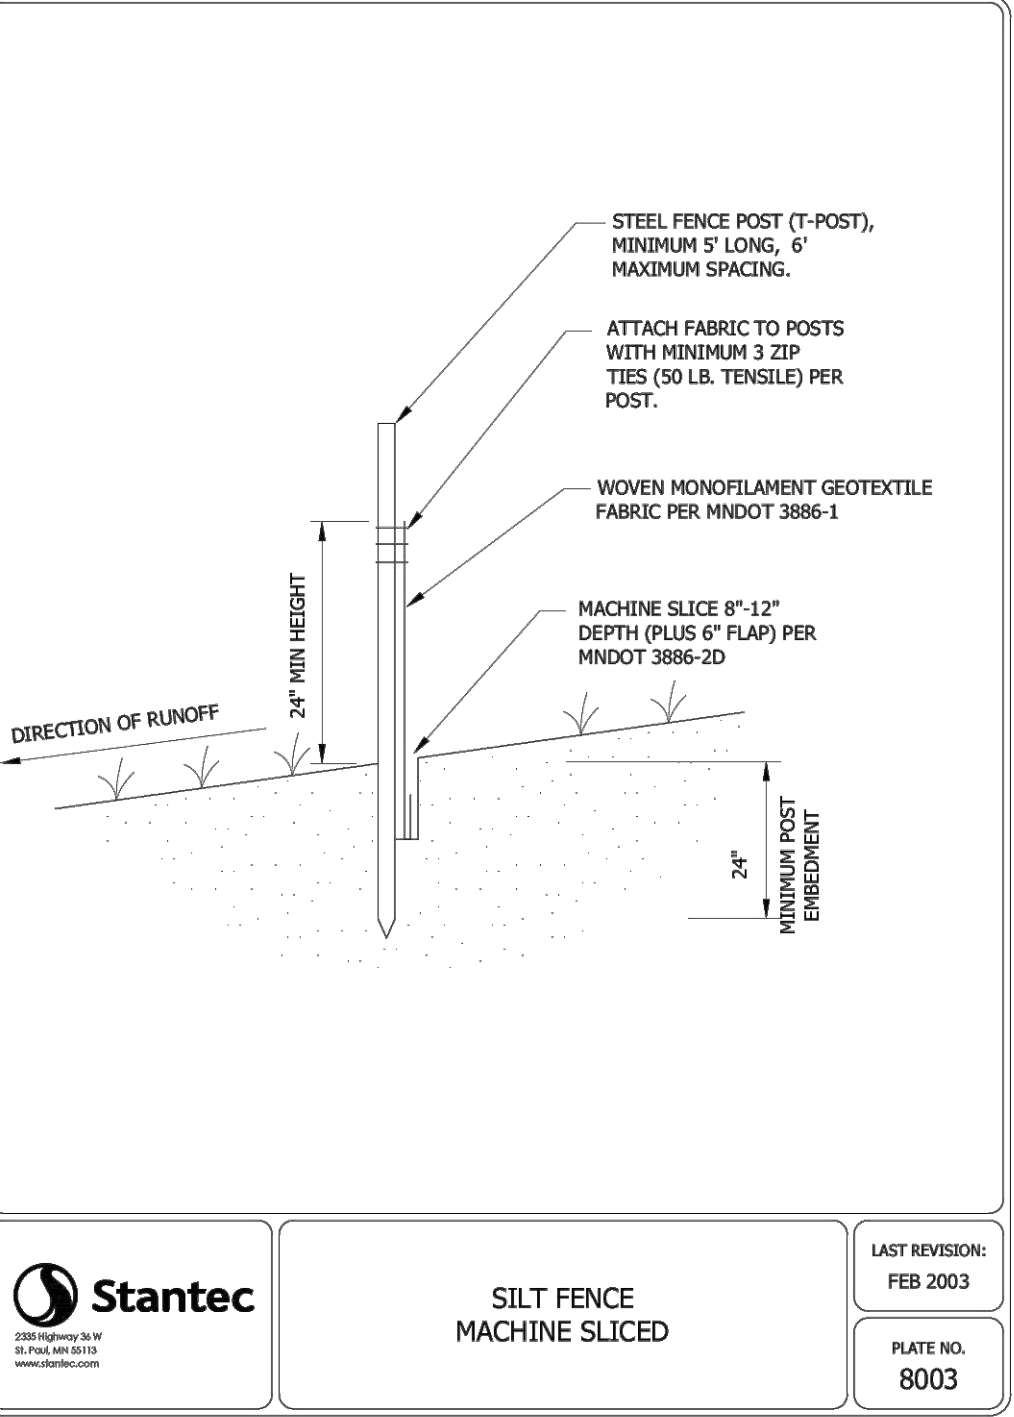 STEEL FENCE POST (T-POST),
MINIMUM 5' LONG, 6'
MAXIMUM SPACING.
ATTACH FABRIC TO POSTS
WITH MINIMUM 3 ZIP
TIES (50 LB. TENSILE) PER
POST.
WOVEN MONOFILAMENT GEOTEXTILE
FABRIC PER MNDOT 3886-1
MACHINE SLICE 8"-12"
DEPTH (PLUS 6" FLAP) PER
MNDOT 3886-2D
24" MIN HEIGHT
DIRECTION OF RUNOFF
24"
MINIMUM POST
EMBEDMENT
Stantec
2335 Highway 36 W
St. Paul, MN 55113
www.stantec.com
SILT FENCE
MACHINE SLICED
LAST REVISION:
FEB 2003
PLATE NO.
8003